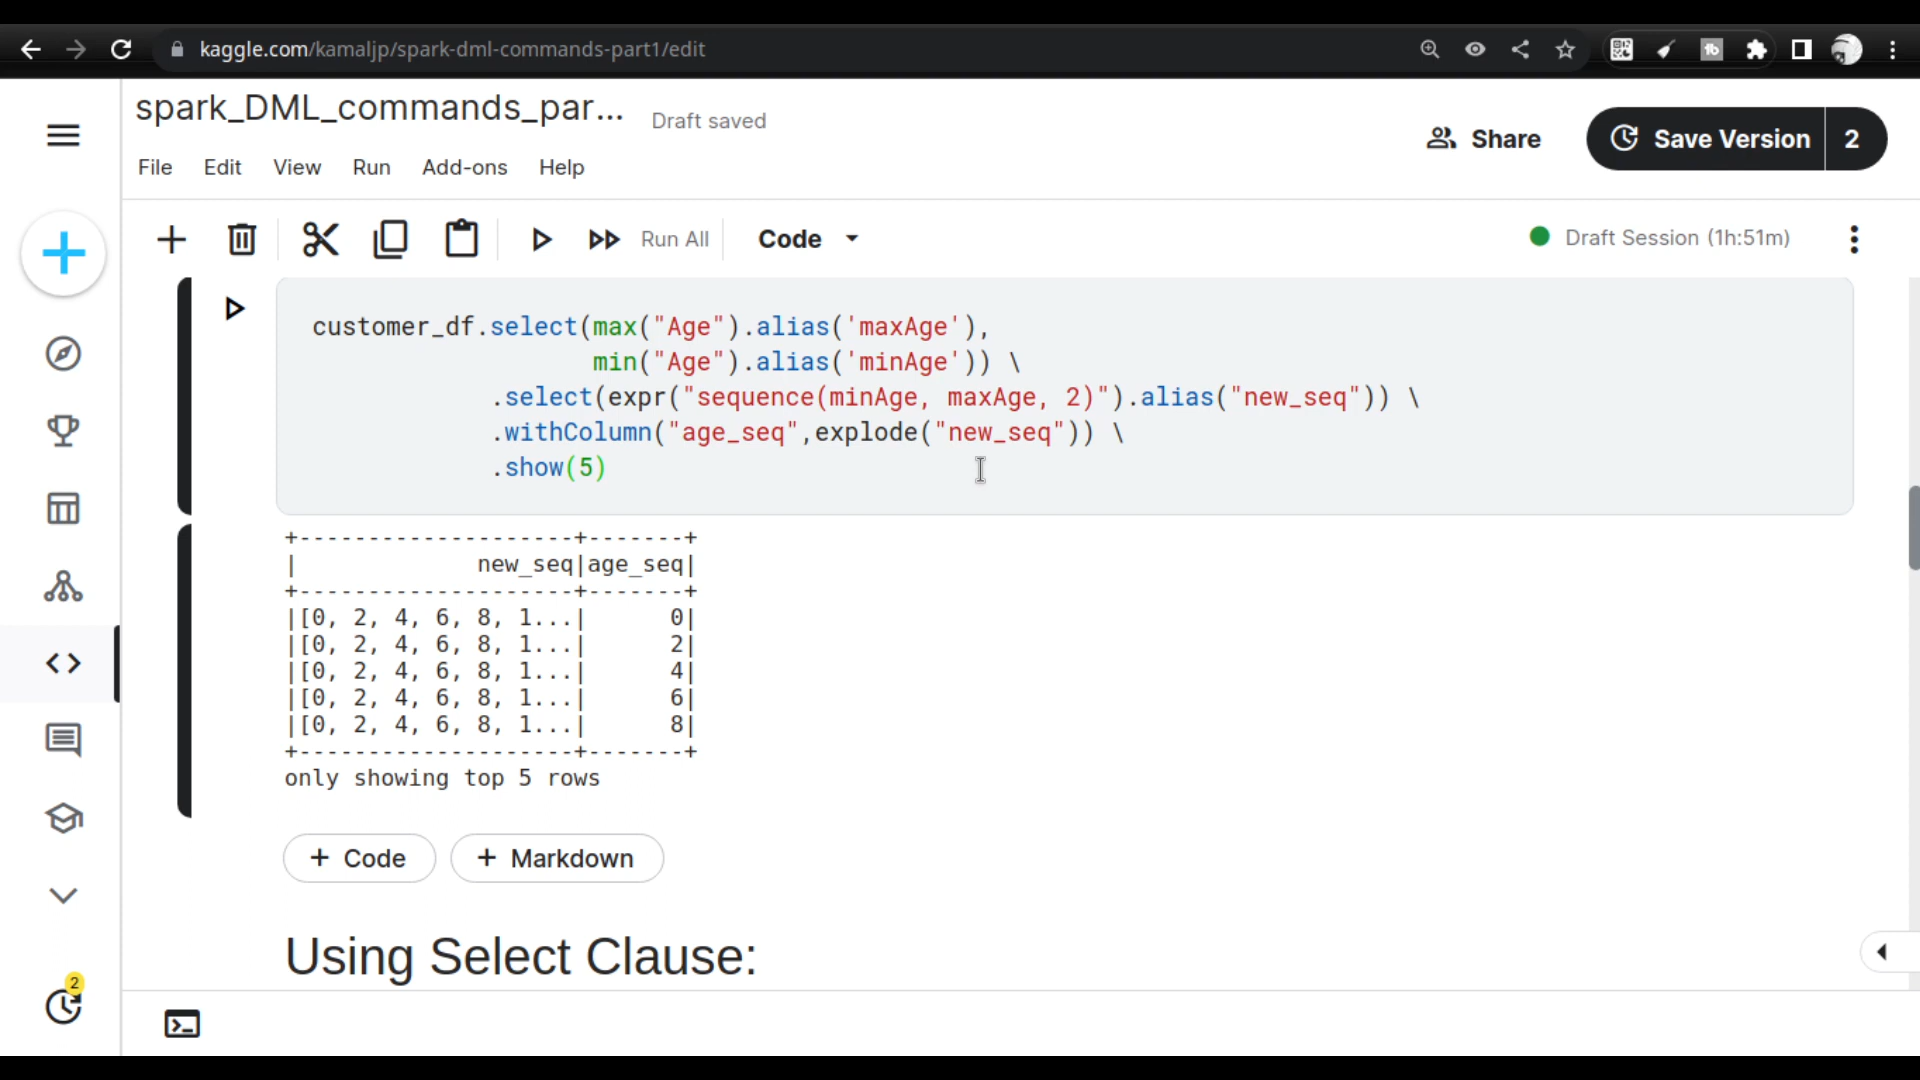 kaggle.com/kamaljp/spark-dml-commands-part1/edit
spark_DML_commands_par... Draft saved
Share
Save Version 2
File Edit View Run Add-ons Help
Run All Code Draft Session (1h:51m)
customer_df.select(max("Age").alias('maxAge'),
min("Age").alias('minAge')) \
.select(expr("sequence(minAge, maxAge, 2)").alias("new_seq")) \
.withColumn("age_seq",explode("new_seq")) \
.show(5)
+--------------------+-------+
|             new_seq|age_seq|
+--------------------+-------+
|[0, 2, 4, 6, 8, 1...|      0|
|[0, 2, 4, 6, 8, 1...|      2|
|[0, 2, 4, 6, 8, 1...|      4|
|[0, 2, 4, 6, 8, 1...|      6|
|[0, 2, 4, 6, 8, 1...|      8|
+--------------------+-------+
only showing top 5 rows
+ Code + Markdown
Using Select Clause:
2